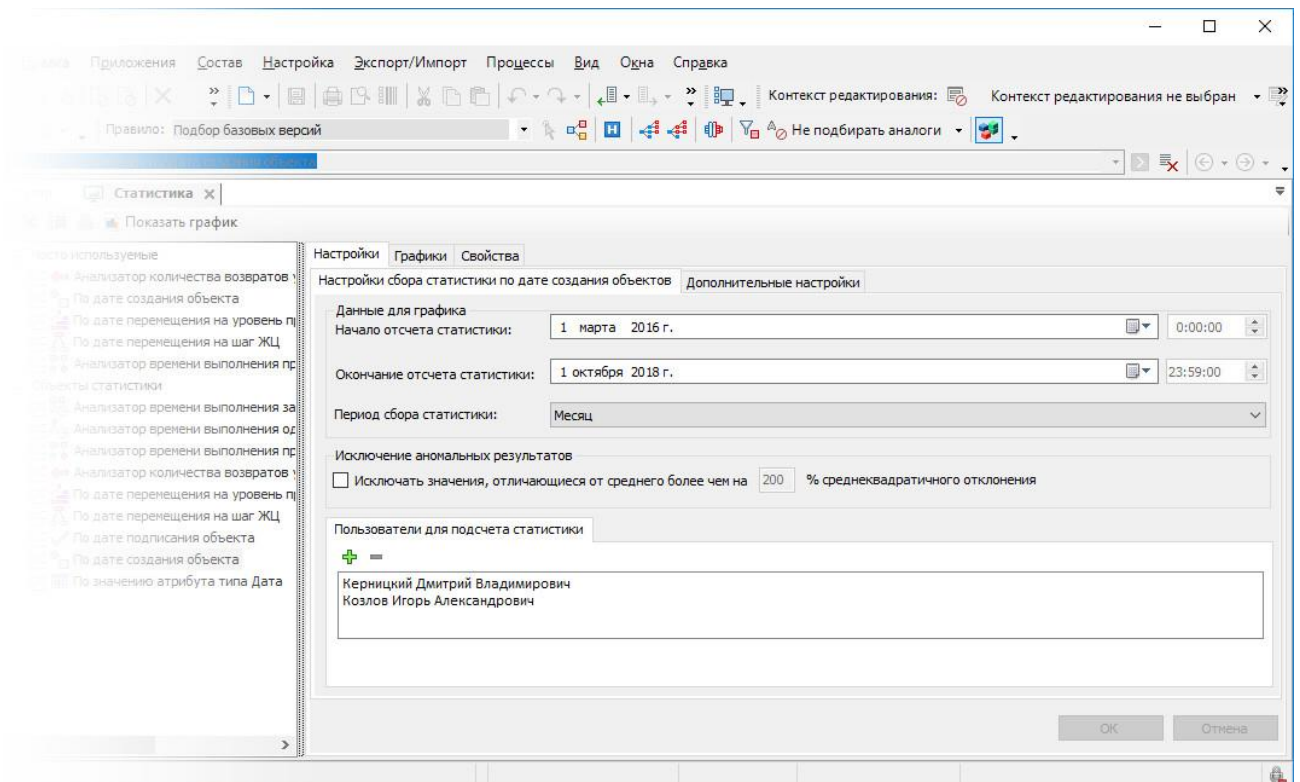 Приложения Состав Настройка Экспорт/Импорт Процессы Вид Окна Справка
Контекст редактирования: Контекст редактирования не выбран
Правило: Подбор базовых версий Не подбирать аналоги
Статистика
Показать график
используемые
Анализатор количества возвратов
По дате создания объекта
По дате перемещения на уровень
По дате перемещения на шаг ЖЦ
Анализатор времени выполнения пр
Объекты статистики
Анализатор времени выполнения за
Анализатор времени выполнения од
Анализатор времени выполнения пр
Анализатор количества возвратов
По дате перемещения на уровень
По дате перемещения на шаг ЖЦ
По дате подписания объекта
По дате создания объекта
По значению атрибута типа Дата
Настройки Графики Свойства
Настройки сбора статистики по дате создания объектов Дополнительные настройки
Данные для графика
Начало отсчета статистики: 1 марта 2016 г. 0:00:00
Окончание отсчета статистики: 1 октября 2018 г. 23:59:00
Период сбора статистики: Месяц
Исключение аномальных результатов
Исключать значения, отличающиеся от среднего более чем на 200 % среднеквадратичного отклонения
Пользователи для подсчета статистики
Керницкий Дмитрий Владимирович
Козлов Игорь Александрович
OK Отмена